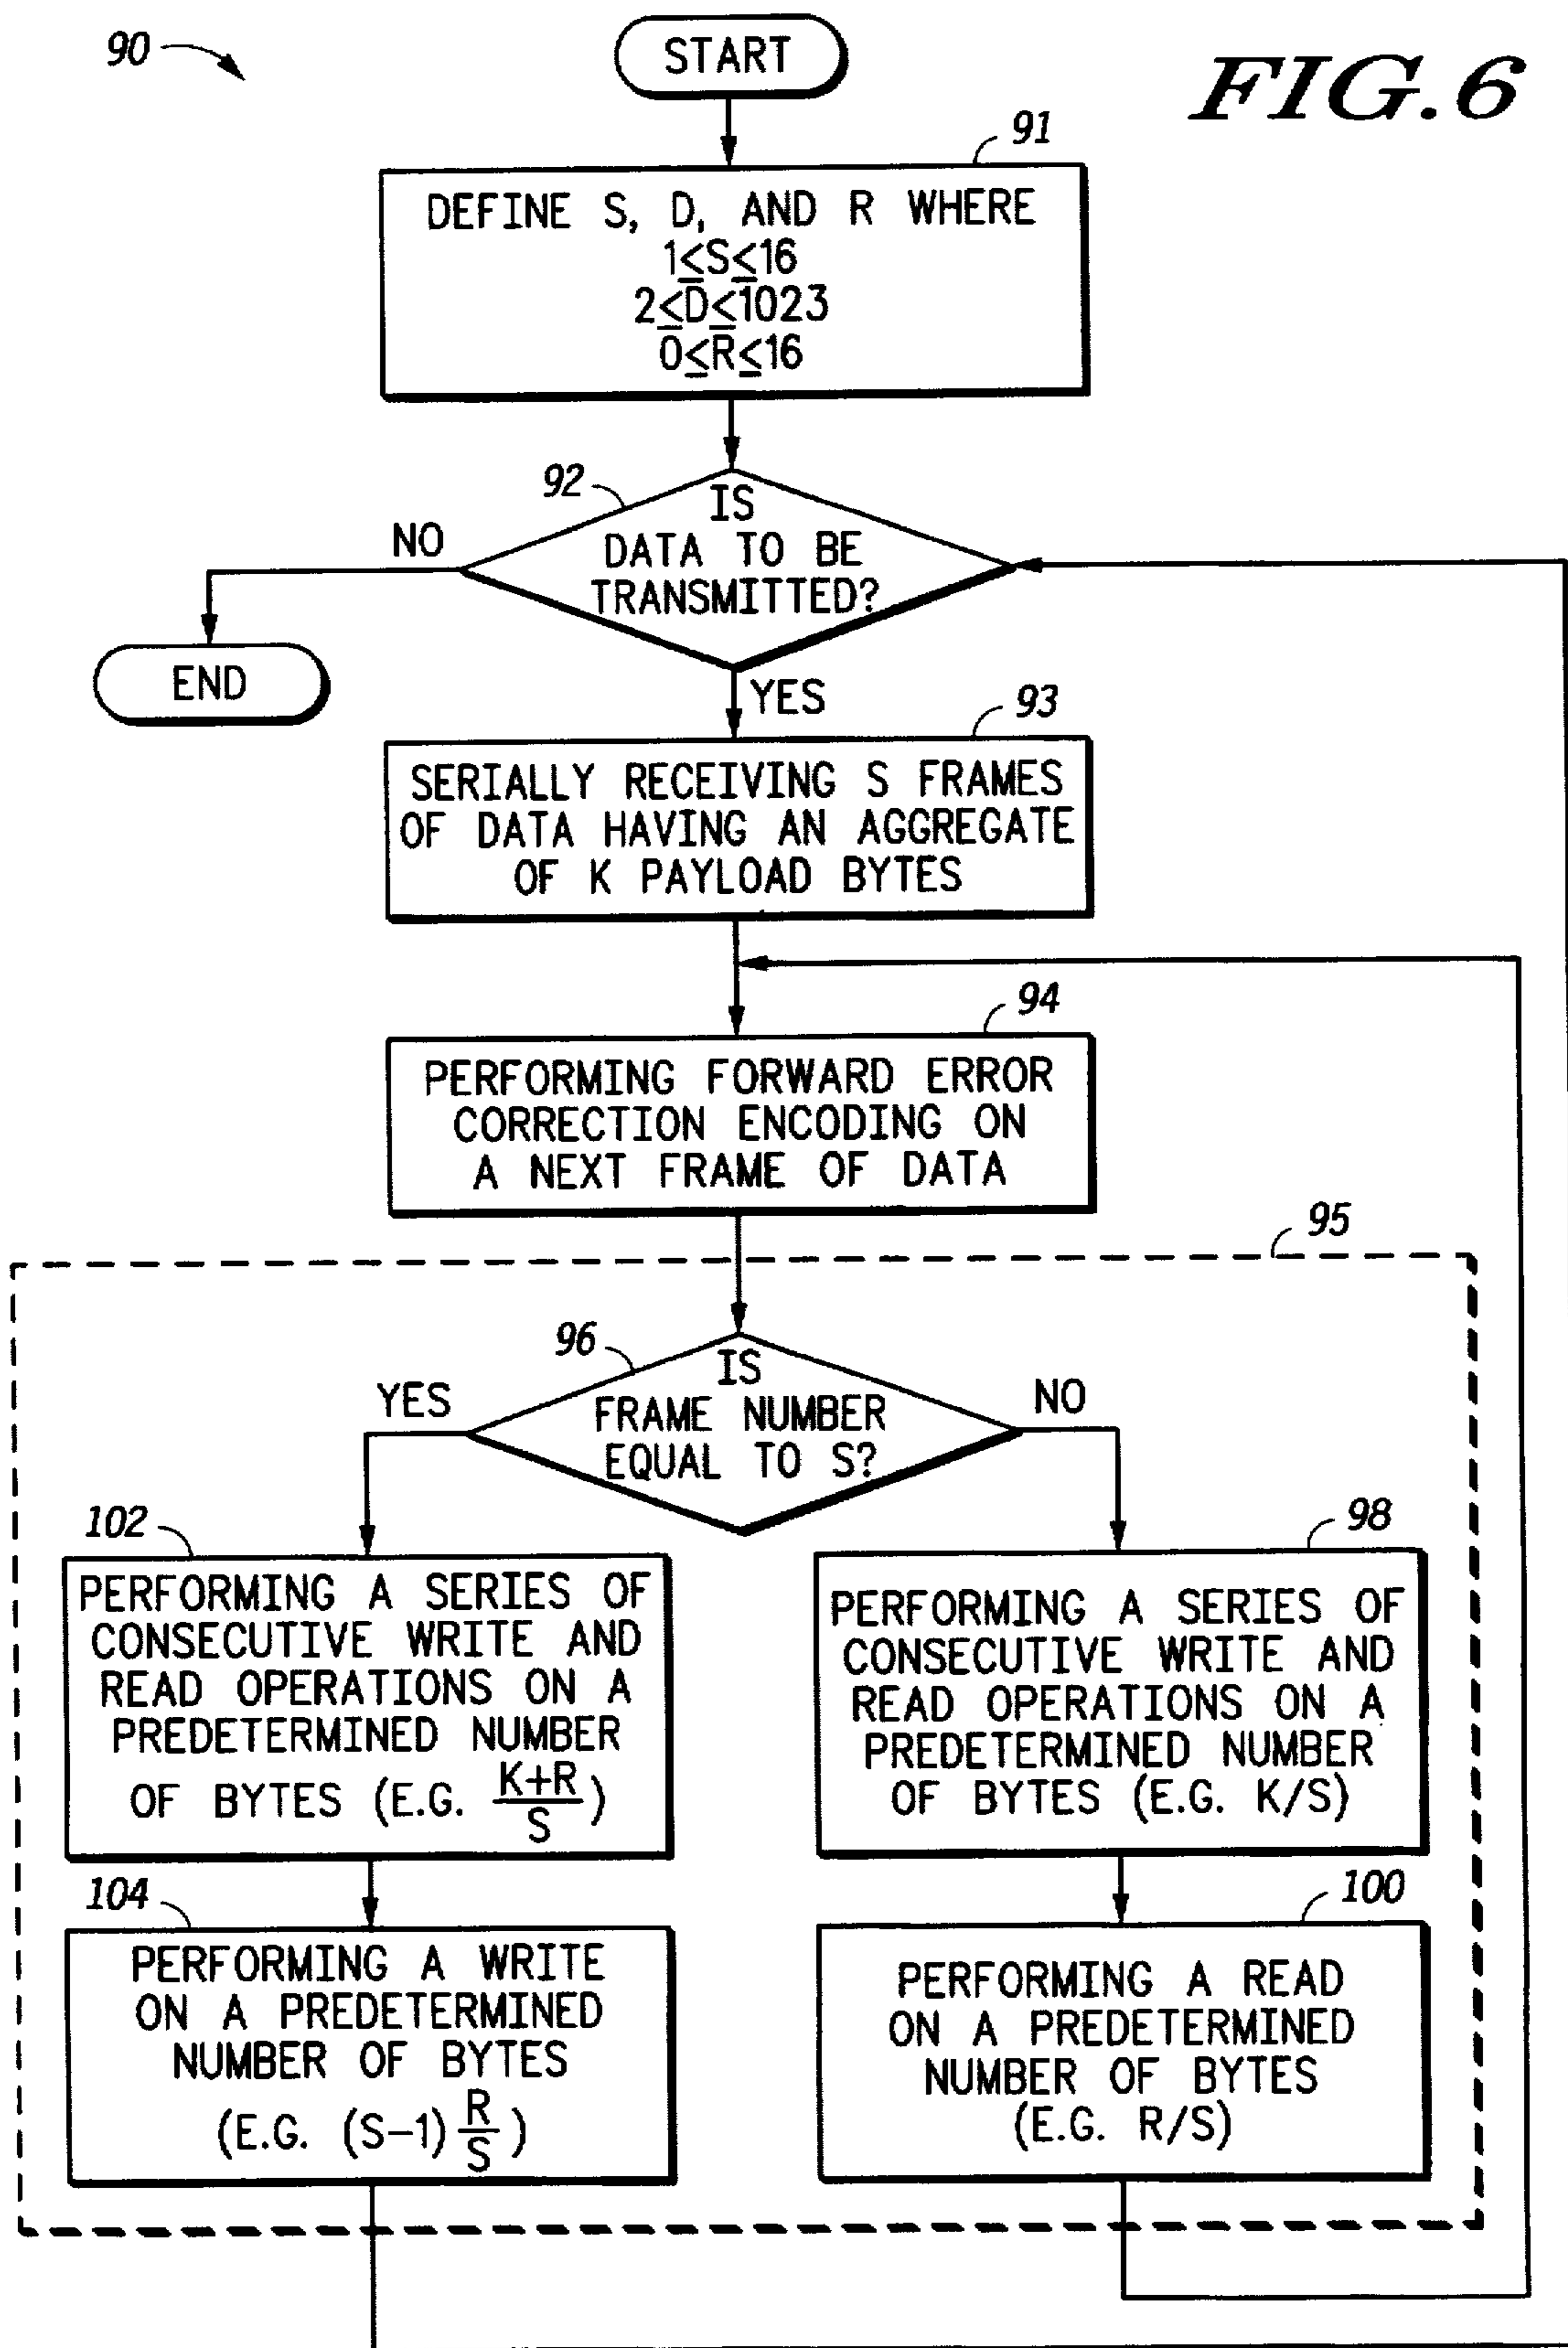 90
START
FIG.6
91
DEFINE S, D, AND R WHERE
1≤S≤16
2≤D≤1023
0≤R≤16
92
IS
DATA TO BE
TRANSMITTED?
NO
END
YES
93
SERIALLY RECEIVING S FRAMES
OF DATA HAVING AN AGGREGATE
OF K PAYLOAD BYTES
94
PERFORMING FORWARD ERROR
CORRECTION ENCODING ON
A NEXT FRAME OF DATA
95
96
IS
FRAME NUMBER
EQUAL TO S?
YES
NO
102
PERFORMING A SERIES OF
CONSECUTIVE WRITE AND
READ OPERATIONS ON A
PREDETERMINED NUMBER
OF BYTES (E.G. (K+R)/S)
98
PERFORMING A SERIES OF
CONSECUTIVE WRITE AND
READ OPERATIONS ON A
PREDETERMINED NUMBER
OF BYTES (E.G. K/S)
104
PERFORMING A WRITE
ON A PREDETERMINED
NUMBER OF BYTES
(E.G. (S-1) R/S)
100
PERFORMING A READ
ON A PREDETERMINED
NUMBER OF BYTES
(E.G. R/S)